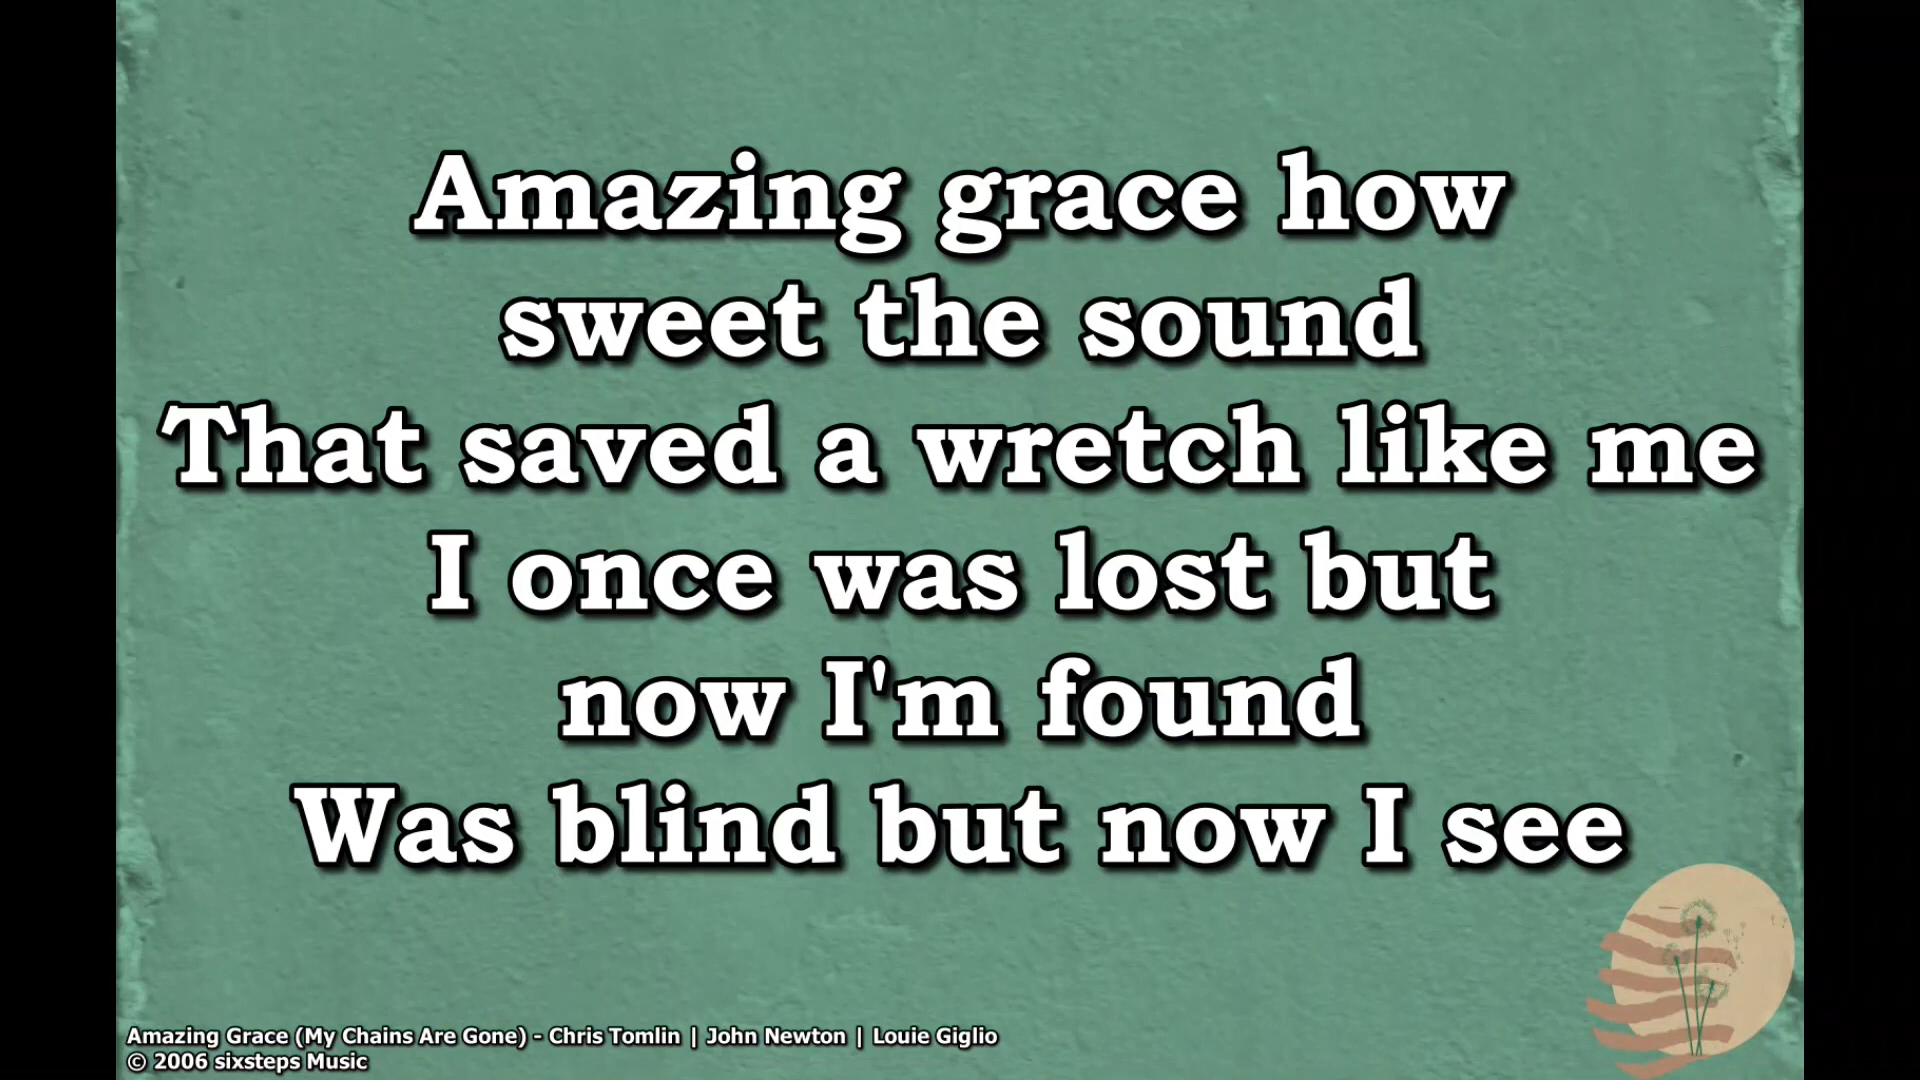 Amazing grace how
sweet the sound
That saved a wretch like me
I once was lost but
now I'm found
Was blind but now I see
Amazing Grace (My Chains Are Gone) - Chris Tomlin | John Newton | Louie Giglio
© 2006 sixsteps Music